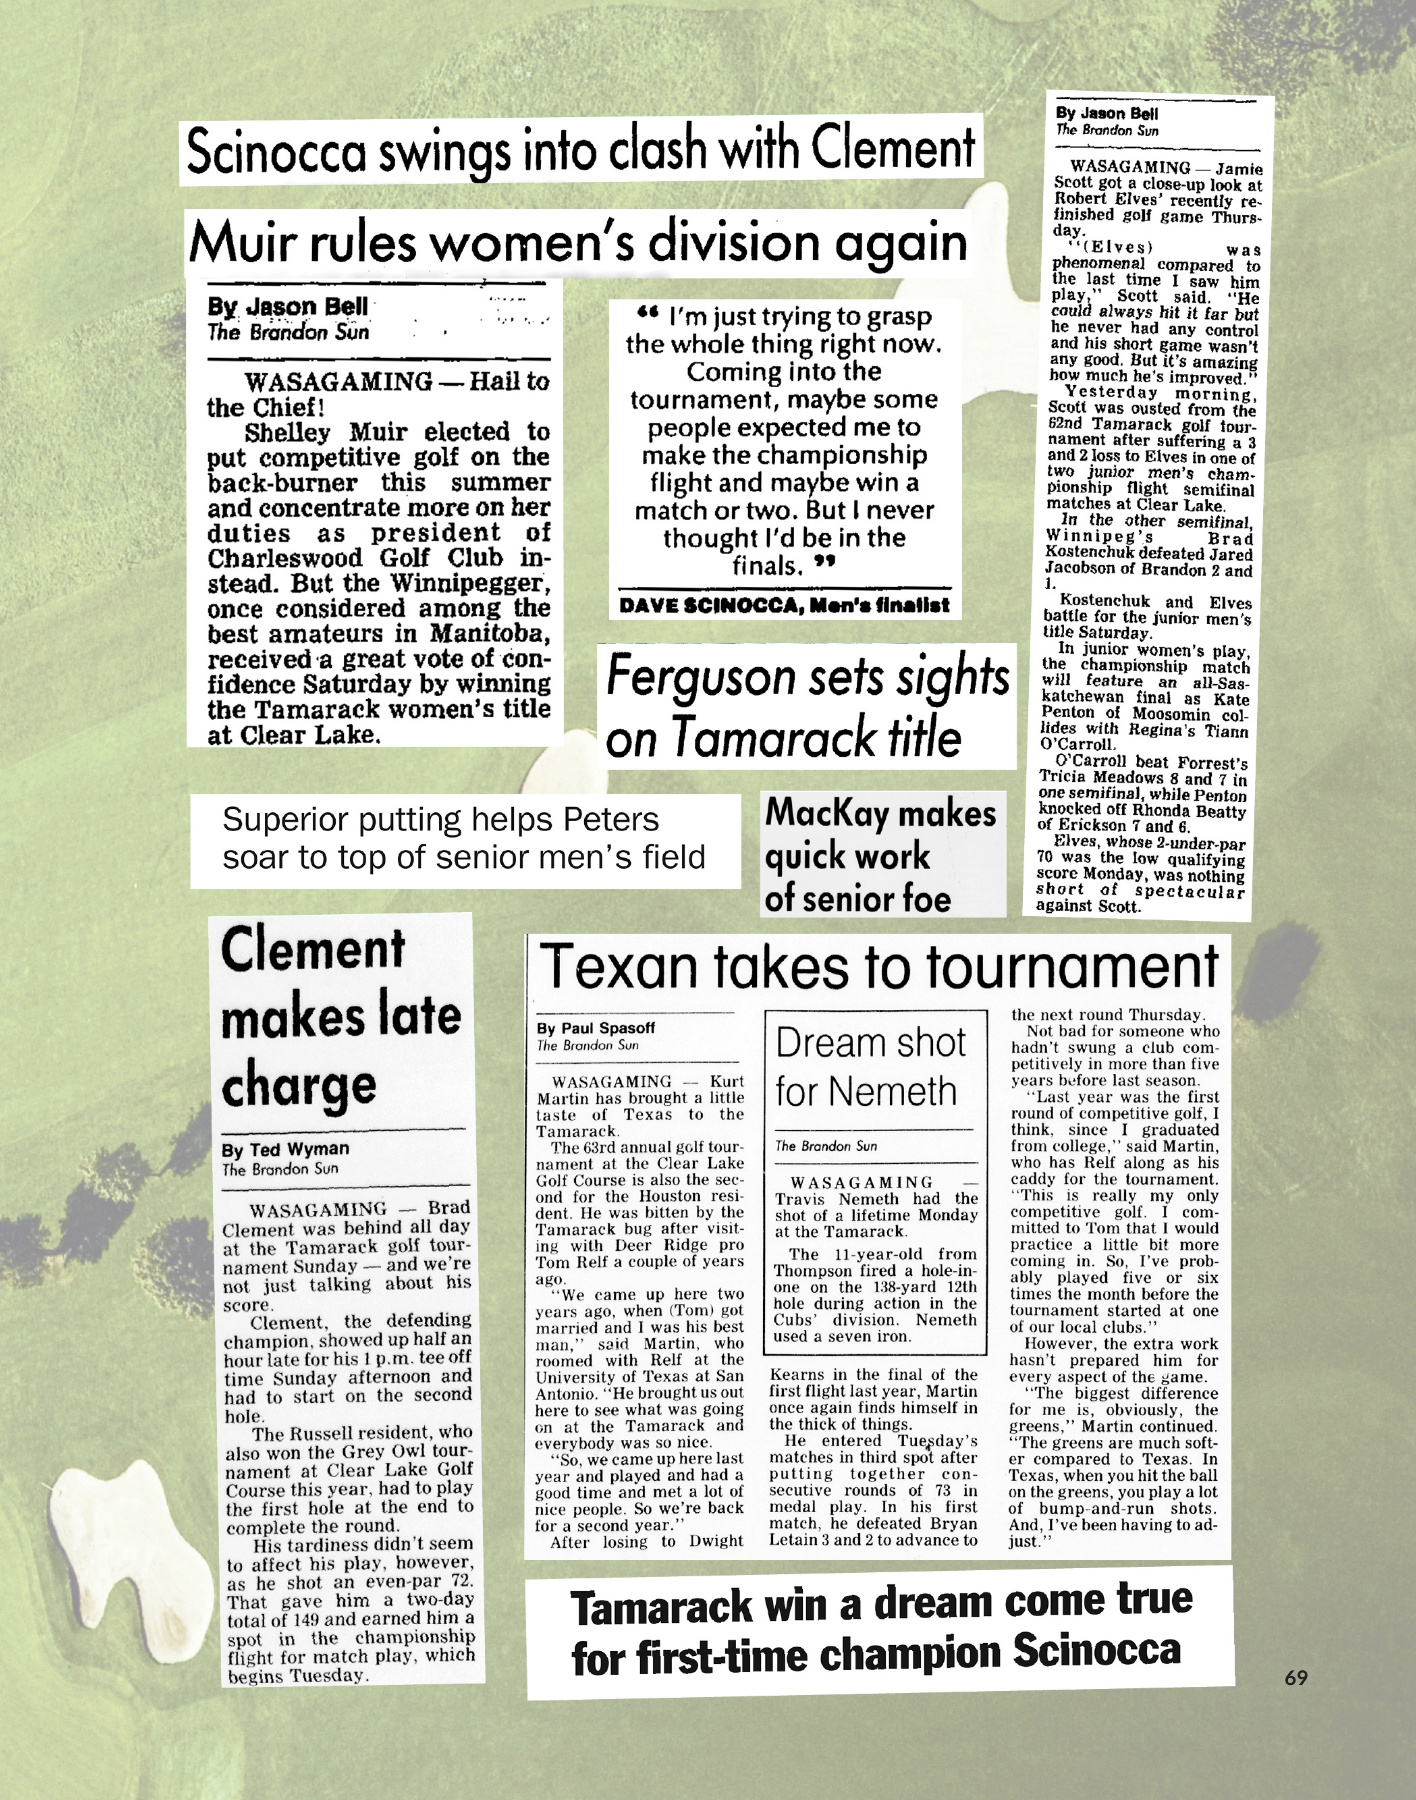 Scinocca swings into clash with Clement
Muir rules women's division again
By Jason Bell
The Brandon Sun
WASAGAMING — Hail to
the Chief!
Shelley Muir elected to
put competitive golf on the
back-burner this summer
and concentrate more on her
duties as president of
Charleswood Golf Club in-
stead. But the Winnipegger,
once considered among the
best amateurs in Manitoba,
received a great vote of con-
fidence Saturday by winning
the Tamarack women's title
at Clear Lake.
“ I'm just trying to grasp
the whole thing right now.
Coming into the
tournament, maybe some
people expected me to
make the championship
flight and maybe win a
match or two. But I never
thought I'd be in the
finals. ”
DAVE SCINOCCA, Men's finalist
By Jason Bell
The Brandon Sun
WASAGAMING — Jamie
Scott got a close-up look at
Robert Elves' recently re-
finished golf game Thurs-
day.
“(Elves) was
phenomenal compared to
the last time I saw him
play,” Scott said. “He
could always hit it far but
he never had any control
and his short game wasn't
any good. But it's amazing
how much he's improved.”
Yesterday morning,
Scott was ousted from the
62nd Tamarack golf tour-
nament after suffering a 3
and 2 loss to Elves in one of
two junior men's cham-
pionship flight semifinal
matches at Clear Lake.
In the other semifinal,
Winnipeg's Brad
Kostenchuk defeated Jared
Jacobson of Brandon 2 and
1.
Kostenchuk and Elves
battle for the junior men's
title Saturday.
In junior women's play,
the championship match
will feature an all-Sas-
katchewan final as Kate
Penton of Moosomin col-
lides with Regina's Tiann
O'Carroll.
O'Carroll beat Forrest's
Tricia Meadows 8 and 7 in
one semifinal, while Penton
knocked off Rhonda Beatty
of Erickson 7 and 6.
Elves, whose 2-under-par
70 was the low qualifying
score Monday, was nothing
short of spectacular
against Scott.
Ferguson sets sights
on Tamarack title
Superior putting helps Peters
soar to top of senior men's field
MacKay makes
quick work
of senior foe
Clement
makes late
charge
By Ted Wyman
The Brandon Sun
WASAGAMING — Brad
Clement was behind all day
at the Tamarack golf tour-
nament Sunday — and we're
not just talking about his
score.
Clement, the defending
champion, showed up half an
hour late for his 1 p.m. tee off
time Sunday afternoon and
had to start on the second
hole.
The Russell resident, who
also won the Grey Owl tour-
nament at Clear Lake Golf
Course this year, had to play
the first hole at the end to
complete the round.
His tardiness didn't seem
to affect his play, however,
as he shot an even-par 72.
That gave him a two-day
total of 149 and earned him a
spot in the championship
flight for match play, which
begins Tuesday.
Texan takes to tournament
By Paul Spasoff
The Brandon Sun
WASAGAMING — Kurt
Martin has brought a little
taste of Texas to the
Tamarack.
The 63rd annual golf tour-
nament at the Clear Lake
Golf Course is also the sec-
ond for the Houston resi-
dent. He was bitten by the
Tamarack bug after visit-
ing with Deer Ridge pro
Tom Relf a couple of years
ago.
“We came up here two
years ago, when (Tom) got
married and I was his best
man,” said Martin, who
roomed with Relf at the
University of Texas at San
Antonio. “He brought us out
here to see what was going
on at the Tamarack and
everybody was so nice.
“So, we came up here last
year and played and had a
good time and met a lot of
nice people. So we're back
for a second year.”
After losing to Dwight
Dream shot
for Nemeth
The Brandon Sun
WASAGAMING —
Travis Nemeth had the
shot of a lifetime Monday
at the Tamarack.
The 11-year-old from
Thompson fired a hole-in-
one on the 138-yard 12th
hole during action in the
Cubs' division. Nemeth
used a seven iron.
Kearns in the final of the
first flight last year, Martin
once again finds himself in
the thick of things.
He entered Tuesday's
matches in third spot after
putting together con-
secutive rounds of 73 in
medal play. In his first
match, he defeated Bryan
Letain 3 and 2 to advance to
the next round Thursday.
Not bad for someone who
hadn't swung a club com-
petitively in more than five
years before last season.
“Last year was the first
round of competitive golf, I
think, since I graduated
from college,” said Martin,
who has Relf along as his
caddy for the tournament.
“This is really my only
competitive golf. I com-
mitted to Tom that I would
practice a little bit more
coming in. So, I've prob-
ably played five or six
times the month before the
tournament started at one
of our local clubs.”
However, the extra work
hasn't prepared him for
every aspect of the game.
“The biggest difference
for me is, obviously, the
greens,” Martin continued.
“The greens are much soft-
er compared to Texas. In
Texas, when you hit the ball
on the greens, you play a lot
of bump-and-run shots.
And, I've been having to ad-
just.”
Tamarack win a dream come true
for first-time champion Scinocca
69